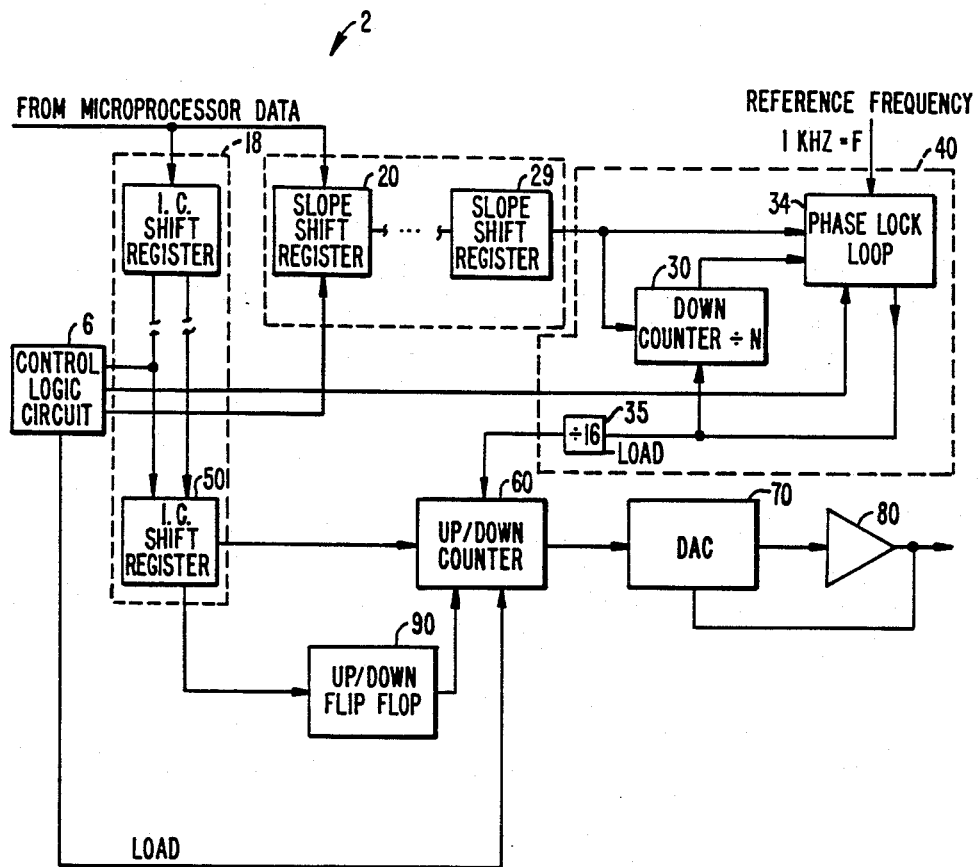 2
FROM MICROPROCESSOR DATA
18
I.C.
SHIFT
REGISTER
20
SLOPE
SHIFT
REGISTER
...
29
SLOPE
SHIFT
REGISTER
REFERENCE FREQUENCY
1 KHZ = F
40
34
PHASE LOCK
LOOP
30
DOWN
COUNTER ÷ N
6
CONTROL
LOGIC
CIRCUIT
35
÷16
LOAD
50
I.C.
SHIFT
REGISTER
60
UP/DOWN
COUNTER
70
DAC
80
90
UP/DOWN
FLIP FLOP
LOAD